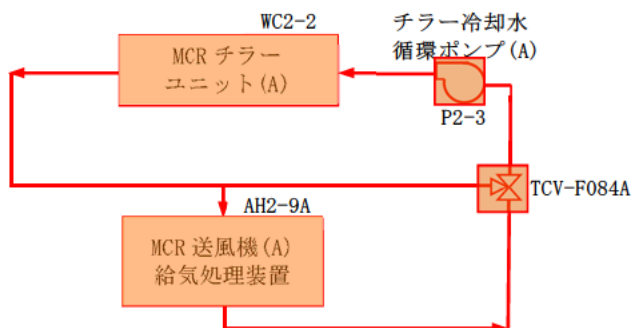 WC2-2
チラー冷却水
循環ポンプ(A)
MCR チラー
ユニット(A)
P2-3
TCV-F084A
AH2-9A
MCR 送風機(A)
給気処理装置